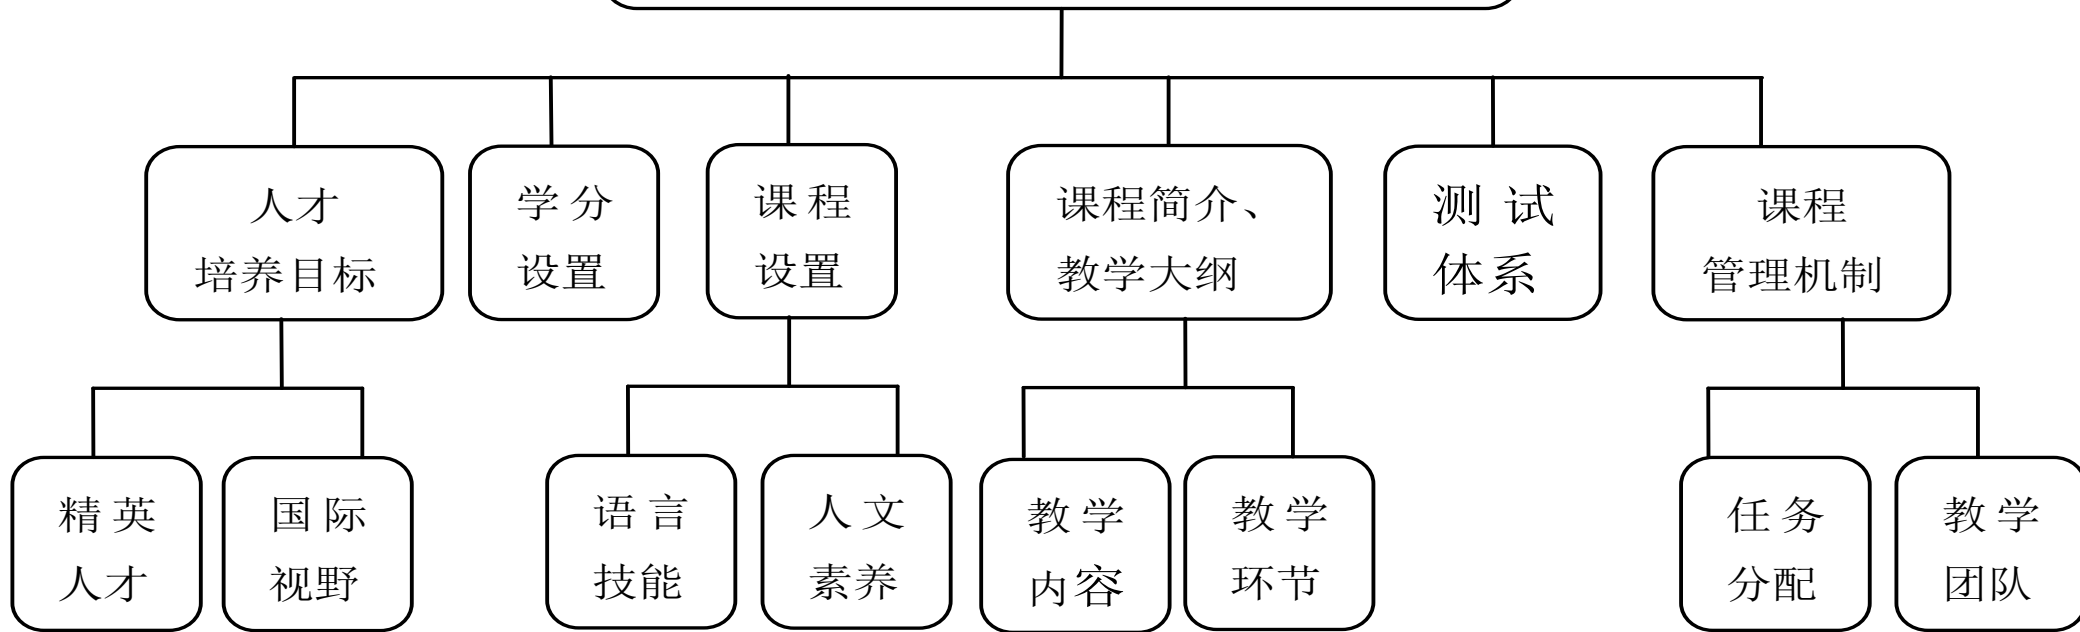 人才
培养目标
学分
设置
课程
设置
课程简介、
教学大纲
测试
体系
课程
管理机制
精英
人才
国际
视野
语言
技能
人文
素养
教学
内容
教学
环节
任务
分配
教学
团队